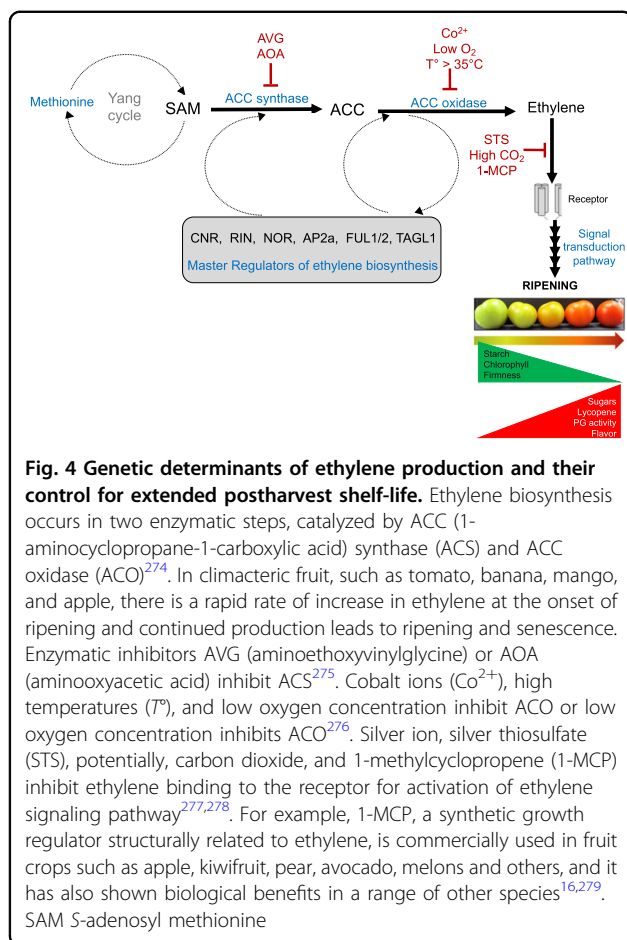 AVG
AOA
Co²⁺
Low O₂
T° > 35°C
Methionine
Yang
cycle
SAM
ACC synthase
ACC
ACC oxidase
Ethylene
STS
High CO₂
1-MCP
Receptor
CNR, RIN, NOR, AP2a, FUL1/2, TAGL1
Master Regulators of ethylene biosynthesis
Signal
transduction
pathway
RIPENING
Starch
Chlorophyll
Firmness
Sugars
Lycopene
PG activity
Flavor
Fig. 4 Genetic determinants of ethylene production and their
control for extended postharvest shelf-life. Ethylene biosynthesis
occurs in two enzymatic steps, catalyzed by ACC (1-
aminocyclopropane-1-carboxylic acid) synthase (ACS) and ACC
oxidase (ACO)²⁷⁴. In climacteric fruit, such as tomato, banana, mango,
and apple, there is a rapid rate of increase in ethylene at the onset of
ripening and continued production leads to ripening and senescence.
Enzymatic inhibitors AVG (aminoethoxyvinylglycine) or AOA
(aminooxyacetic acid) inhibit ACS²⁷⁵. Cobalt ions (Co²⁺), high
temperatures (T°), and low oxygen concentration inhibit ACO or low
oxygen concentration inhibits ACO²⁷⁶. Silver ion, silver thiosulfate
(STS), potentially, carbon dioxide, and 1-methylcyclopropene (1-MCP)
inhibit ethylene binding to the receptor for activation of ethylene
signaling pathway²⁷⁷,²⁷⁸. For example, 1-MCP, a synthetic growth
regulator structurally related to ethylene, is commercially used in fruit
crops such as apple, kiwifruit, pear, avocado, melons and others, and it
has also shown biological benefits in a range of other species¹⁶,²⁷⁹.
SAM S-adenosyl methionine